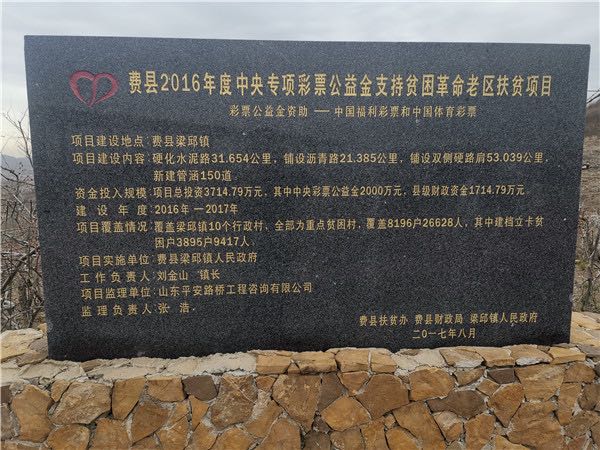 费县2016年度中央专项彩票公益金支持贫困革命老区扶贫项目
彩票公益金资助 —— 中国福利彩票和中国体育彩票
项目建设地点：费县梁邱镇
项目建设内容：硬化水泥路31.654公里，铺设沥青路21.385公里，铺设双侧硬路肩53.039公里，
新建管涵150道
资金投入规模：项目总投资3714.79万元，其中中央彩票公益金2000万元，县级财政资金1714.79万元。
建设年度：2016年—2017年
项目覆盖情况：覆盖梁邱镇10个行政村、全部为重点贫困村，覆盖8196户26628人，其中建档立卡贫
困户3895户9417人．
项目实施单位：费县梁邱镇人民政府
工作负责人：刘金山 镇长
项目监理单位：山东平安路桥工程咨询有限公司
监理负责人：张浩．
费县扶贫办 费县财政局 梁邱镇人民政府
二〇一七年八月